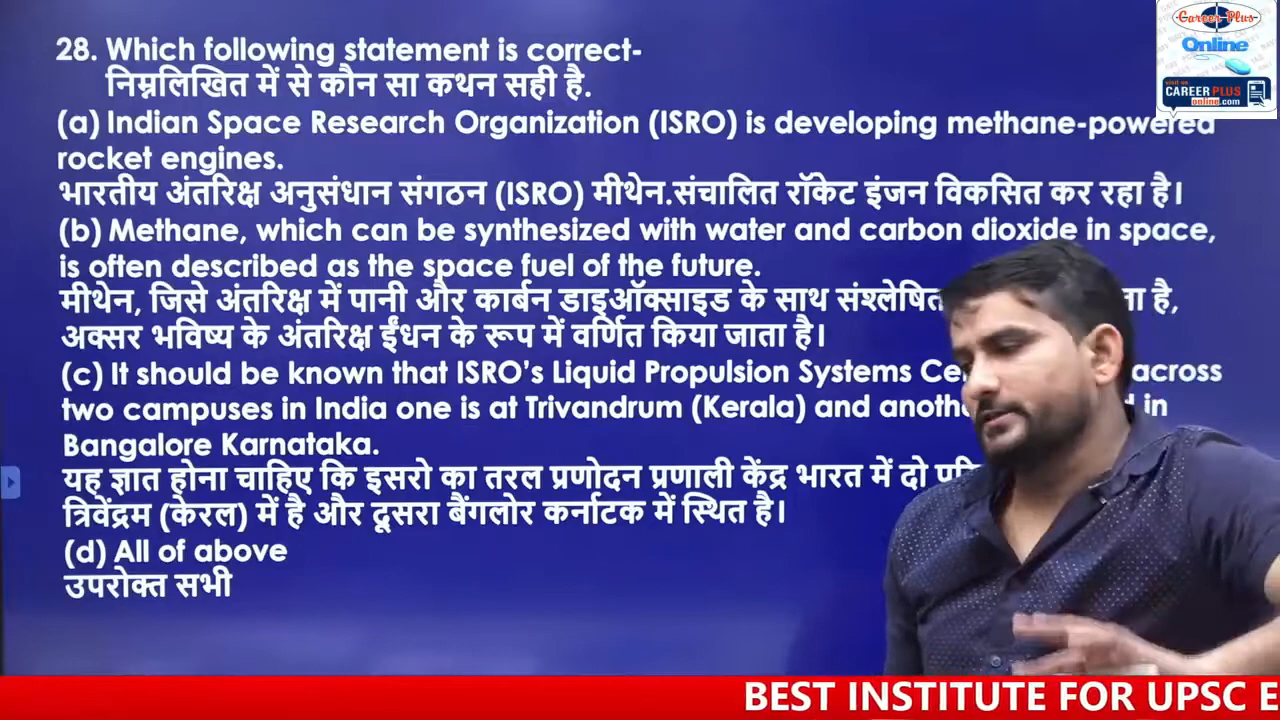 28. Which following statement is correct-
निम्नलिखित में से कौन सा कथन सही है.
(a) Indian Space Research Organization (ISRO) is developing methane-powered
rocket engines.
भारतीय अंतरिक्ष अनुसंधान संगठन (ISRO) मीथेन.संचालित रॉकेट इंजन विकसित कर रहा है।
(b) Methane, which can be synthesized with water and carbon dioxide in space,
is often described as the space fuel of the future.
मीथेन, जिसे अंतरिक्ष में पानी और कार्बन डाइऑक्साइड के साथ संश्लेषित है,
अक्सर भविष्य के अंतरिक्ष ईंधन के रूप में वर्णित किया जाता है।
(c) It should be known that ISRO's Liquid Propulsion Systems across
two campuses in India one is at Trivandrum (Kerala) and in
Bangalore Karnataka.
यह ज्ञात होना चाहिए कि इसरो का तरल प्रणोदन प्रणाली केंद्र भारत में दो
त्रिवेंद्रम (केरल) में है और दूसरा बैंगलोर कर्नाटक में स्थित है।
(d) All of above
उपरोक्त सभी
Career Plus
Online
CAREER PLUS
online.com
BEST INSTITUTE FOR UPSC E